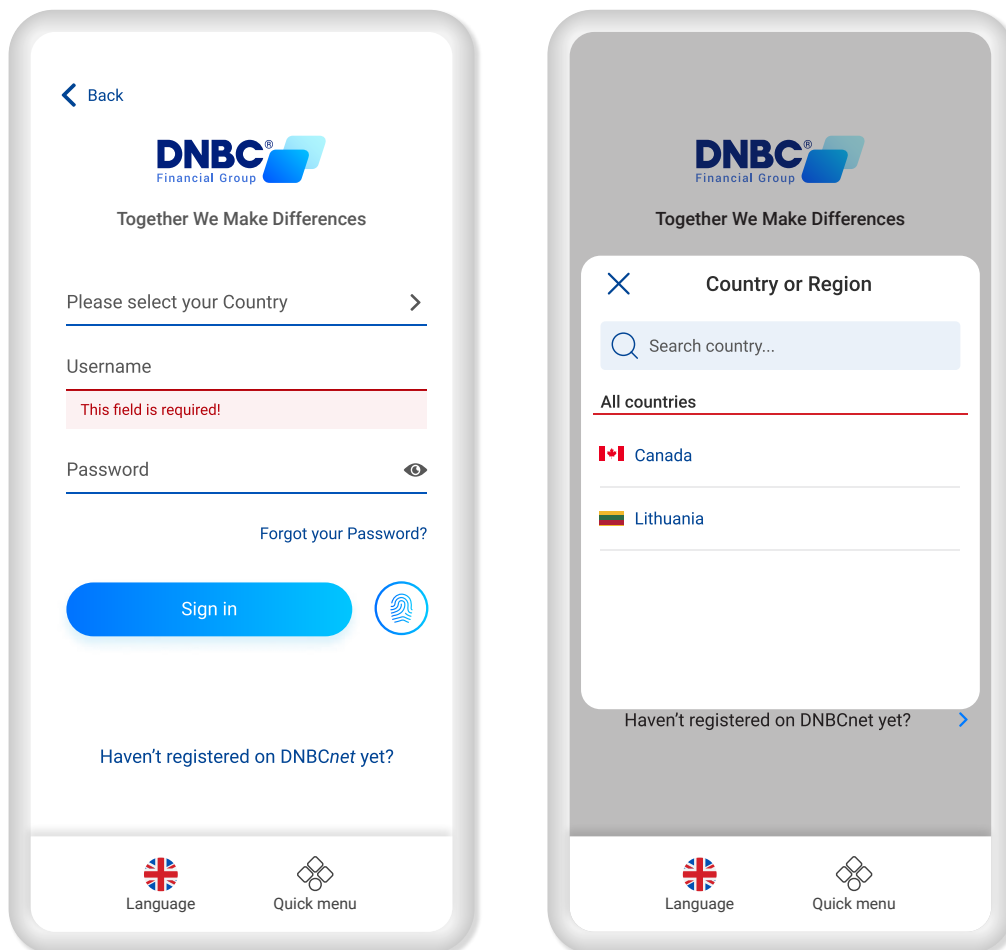 Back
DNBC®
Financial Group
Together We Make Differences
Please select your Country
Username
This field is required!
Password
Forgot your Password?
Sign in
Haven’t registered on DNBCnet yet?
Language
Quick menu
DNBC®
Financial Group
Together We Make Differences
Country or Region
Search country...
All countries
Canada
Lithuania
Haven’t registered on DNBCnet yet?
Language
Quick menu